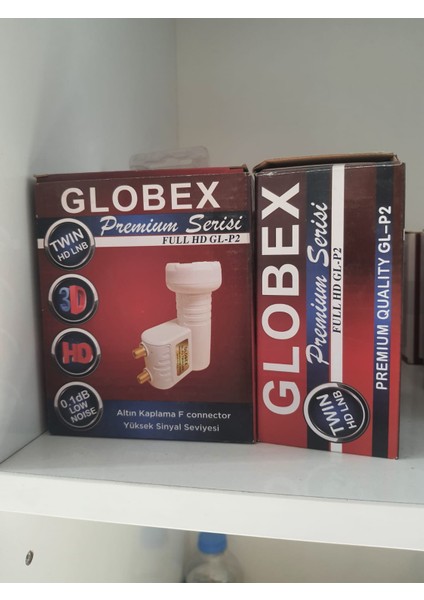 GLOBEX
Premium Serisi
FULL HD GL-P2
TWIN
HD LNB
3D
HD
0.1dB
LOW
NOISE
Altın Kaplama F connector
Yüksek Sinyal Seviyesi
GLOBEX
Premium Serisi
FULL HD GL-P2
TWIN
HD LNB
PREMIUM QUALITY GL-P2